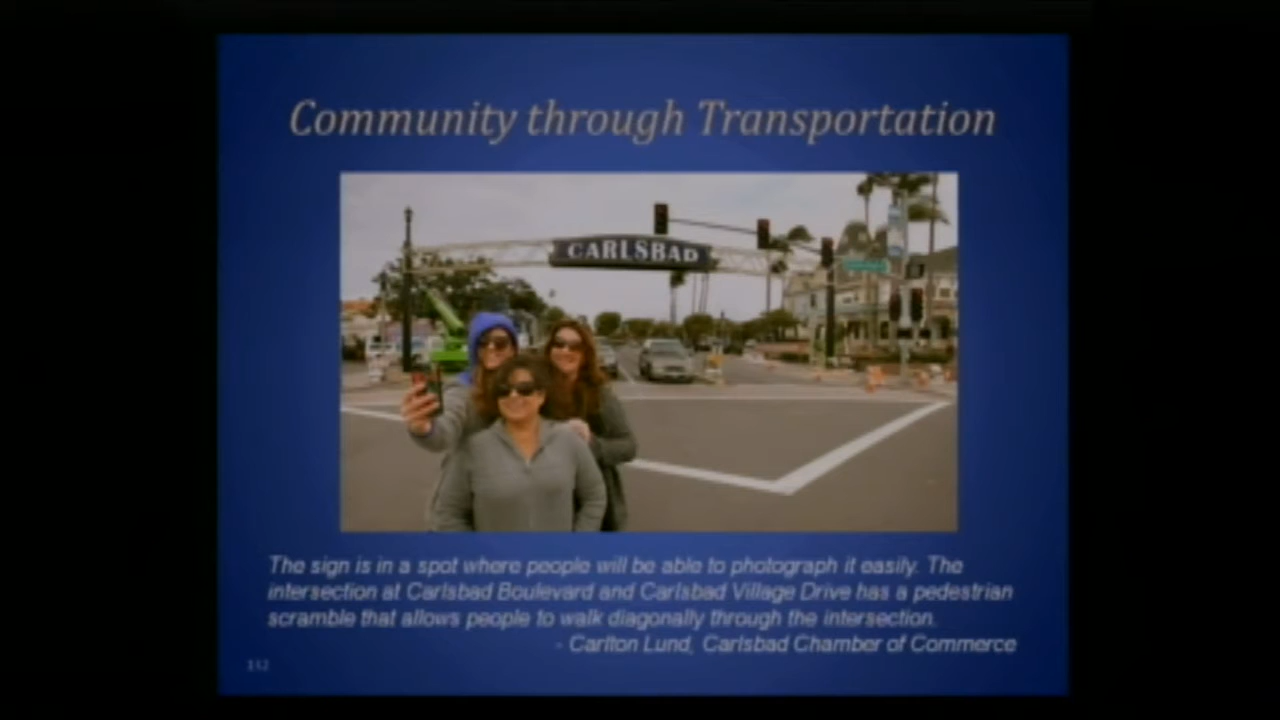 Community through Transportation
CARLSBAD
The sign is in a spot where people will be able to photograph it easily. The
intersection at Carlsbad Boulevard and Carlsbad Village Drive has a pedestrian
scramble that allows people to walk diagonally through the intersection.
- Carlton Lund, Carlsbad Chamber of Commerce